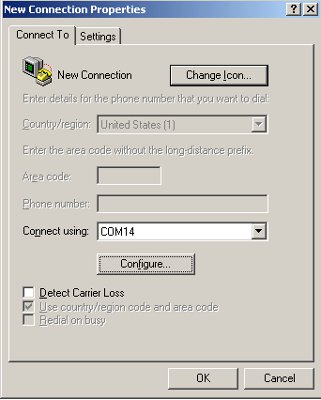 New Connection Properties
Connect To Settings
New Connection Change Icon...
Enter details for the phone number that you want to dial:
Country/region: United States (1)
Enter the area code without the long-distance prefix.
Area code:
Phone number:
Connect using: COM14
Configure...
Detect Carrier Loss
Use country/region code and area code
Redial on busy
OK Cancel